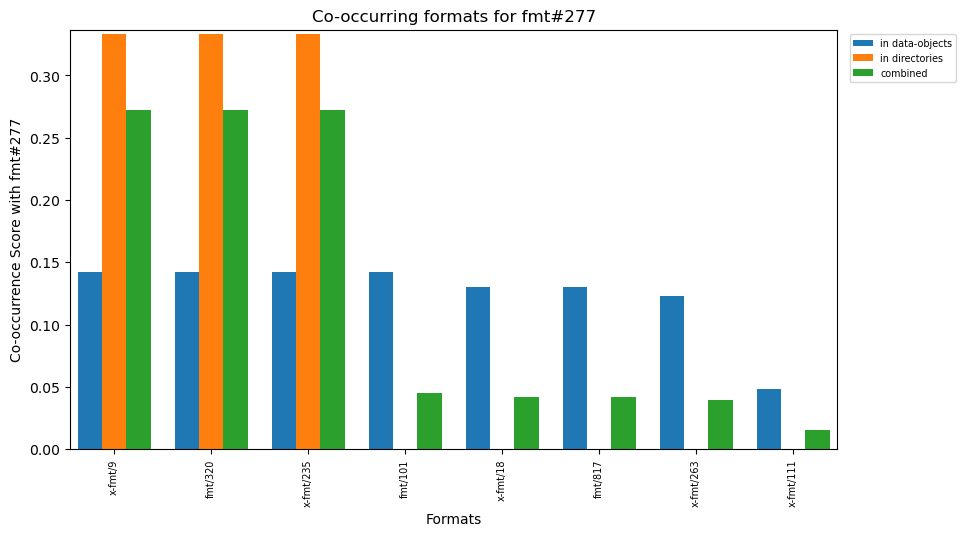 Co-occurring formats for fmt#277
in data-objects
in directories
combined
Co-occurrence Score with fmt#277
0.30
0.25
0.20
0.15
0.10
0.05
0.00
x-fmt/9
fmt/320
x-fmt/235
fmt/101
x-fmt/18
fmt/817
x-fmt/263
x-fmt/111
Formats